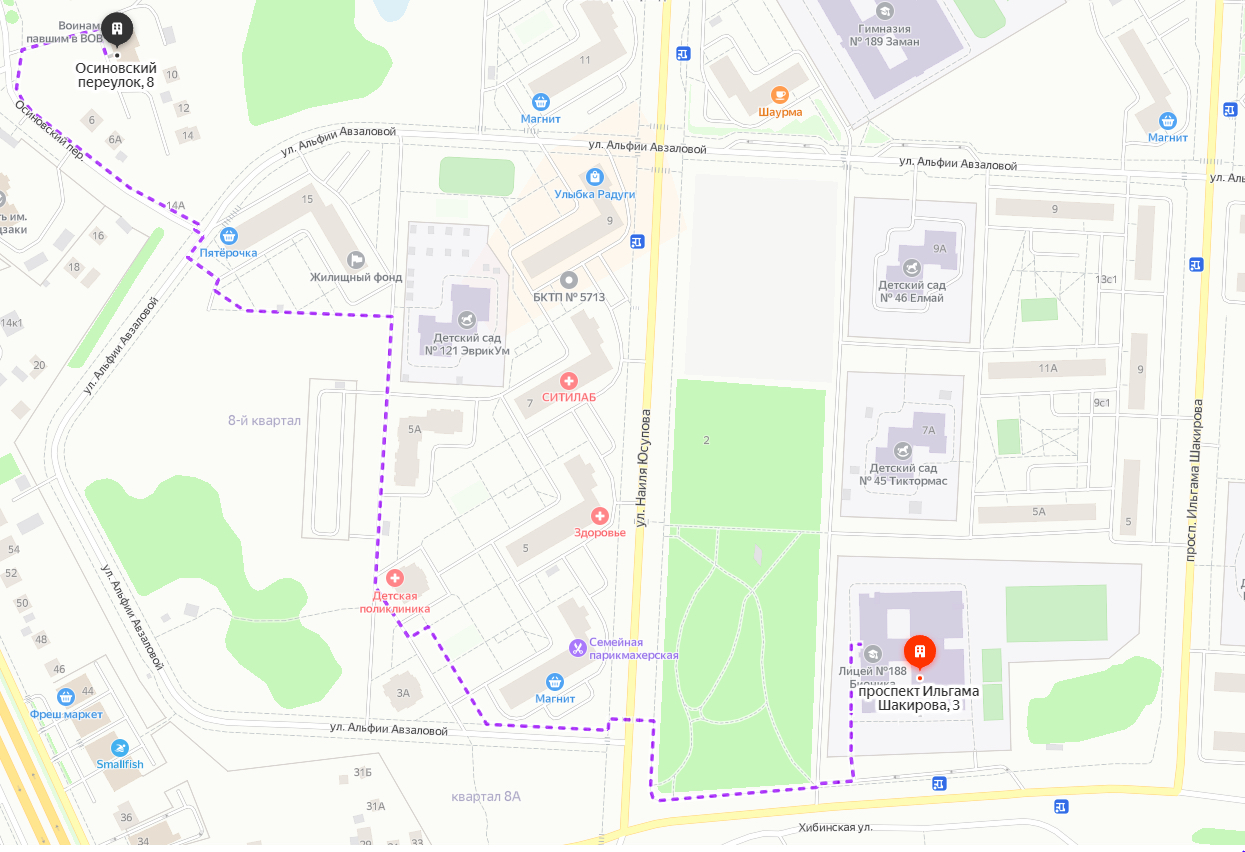 Воинам,
павшим в ВОВ
Осиновский
переулок, 8
10
12
14
6
6А
Осиновский пер.
14А
16
18
14к1
20
ул. Альфии Авзаловой
11
Магнит
Гимназия
№ 189 Заман
Шаурма
Магнит
ул. Альфии Авзаловой
ул. Альфии Авзаловой
15
Пятёрочка
Жилищный фонд
Улыбка Радуги
9
БКТП № 5713
Детский сад
№ 121 ЭврикУм
9А
Детский сад
№ 46 Елмай
9
13с1
11А
9
9с1
7А
Детский сад
№ 45 Тиктормас
5А
5
просп. Ильгама Шакирова
ул. Альфии Авзаловой
8-й квартал
5А
7
СИТИЛАБ
2
ул. Наиля Юсупова
5
Здоровье
Детская
поликлиника
Семейная
парикмахерская
Магнит
3А
ул. Альфии Авзаловой
ул. Альфии Авзаловой
54
52
50
48
46
44
Фреш маркет
Smallfish
36
34
31Б
31А
29
33
квартал 8А
Лицей №188
проспект Ильгама
Шакирова, 3
Хибинская ул.